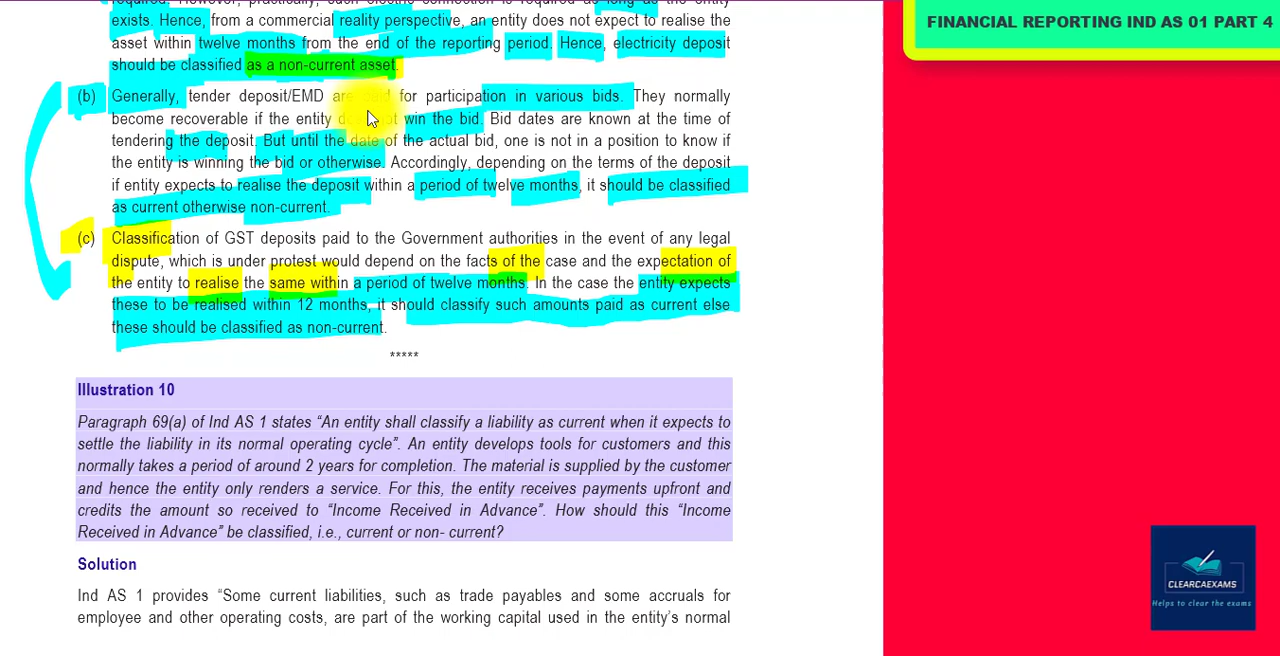 required. However, practically, such electric connection is required as long as the entity
exists. Hence, from a commercial reality perspective, an entity does not expect to realise the
asset within twelve months from the end of the reporting period. Hence, electricity deposit
should be classified as a non-current asset.
(b) Generally, tender deposit/EMD are paid for participation in various bids. They normally
become recoverable if the entity does not win the bid. Bid dates are known at the time of
tendering the deposit. But until the date of the actual bid, one is not in a position to know if
the entity is winning the bid or otherwise. Accordingly, depending on the terms of the deposit
if entity expects to realise the deposit within a period of twelve months, it should be classified
as current otherwise non-current.
(c) Classification of GST deposits paid to the Government authorities in the event of any legal
dispute, which is under protest would depend on the facts of the case and the expectation of
the entity to realise the same within a period of twelve months. In the case the entity expects
these to be realised within 12 months, it should classify such amounts paid as current else
these should be classified as non-current.
*****
Illustration 10
Paragraph 69(a) of Ind AS 1 states “An entity shall classify a liability as current when it expects to
settle the liability in its normal operating cycle”. An entity develops tools for customers and this
normally takes a period of around 2 years for completion. The material is supplied by the customer
and hence the entity only renders a service. For this, the entity receives payments upfront and
credits the amount so received to “Income Received in Advance”. How should this “Income
Received in Advance” be classified, i.e., current or non- current?
Solution
Ind AS 1 provides “Some current liabilities, such as trade payables and some accruals for
employee and other operating costs, are part of the working capital used in the entity’s normal
FINANCIAL REPORTING IND AS 01 PART 4
CLEARCAEXAMS
Helps to clear the exams